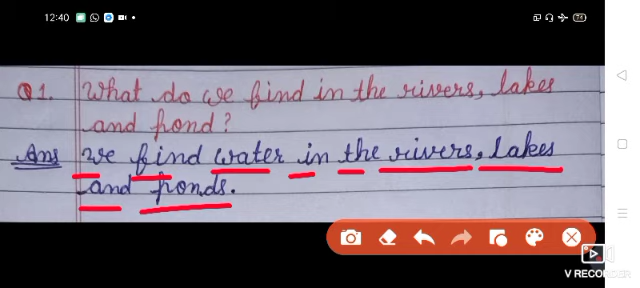 12:40
74
Q1. What do we find in the rivers, lakes
and pond?
Ans we find water in the rivers, lakes
and ponds.
V RECORDER